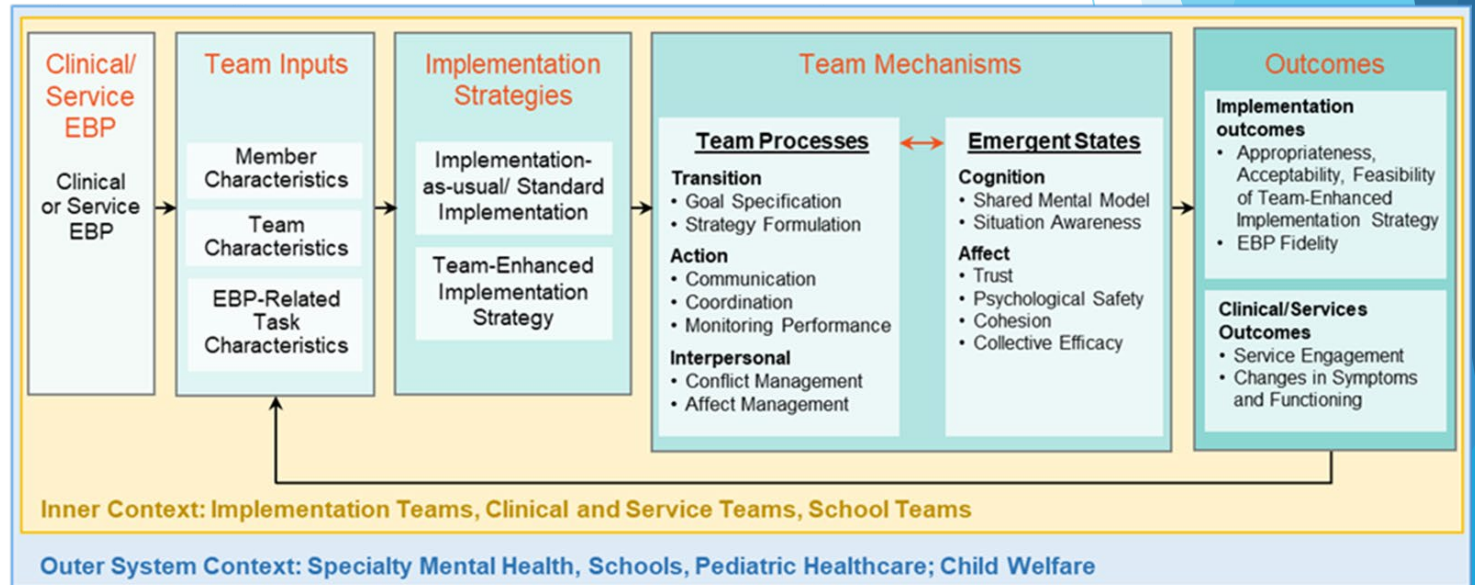 Clinical/
Service
EBP
Clinical
or Service
EBP
Team Inputs
Member
Characteristics
Team
Characteristics
EBP-Related
Task
Characteristics
Implementation
Strategies
Implementation-
as-usual/ Standard
Implementation
Team-Enhanced
Implementation
Strategy
Team Mechanisms
Team Processes
Transition
• Goal Specification
• Strategy Formulation
Action
• Communication
• Coordination
• Monitoring Performance
Interpersonal
• Conflict Management
• Affect Management
Emergent States
Cognition
• Shared Mental Model
• Situation Awareness
Affect
• Trust
• Psychological Safety
• Cohesion
• Collective Efficacy
Outcomes
Implementation
outcomes
• Appropriateness,
Acceptability, Feasibility
of Team-Enhanced
Implementation Strategy
• EBP Fidelity
Clinical/Services
Outcomes
• Service Engagement
• Changes in Symptoms
and Functioning
Inner Context: Implementation Teams, Clinical and Service Teams, School Teams
Outer System Context: Specialty Mental Health, Schools, Pediatric Healthcare; Child Welfare